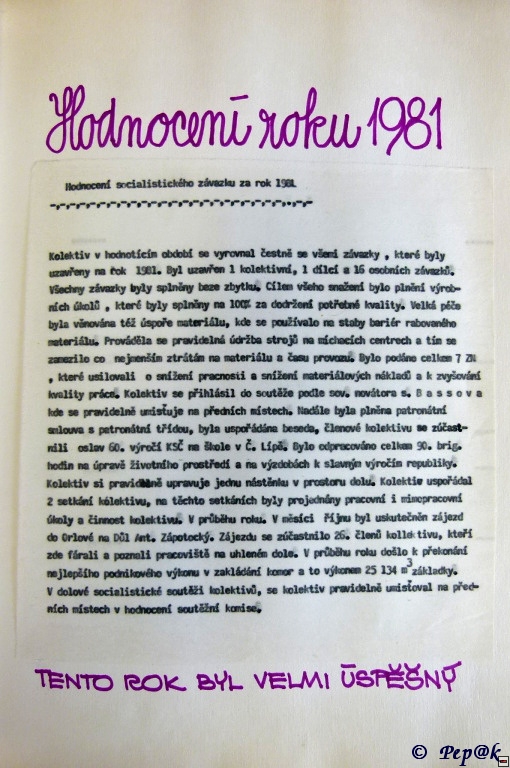 Hodnocení roku 1981
Hodnocení socialistického závazku za rok 1981
Kolektiv v hodnotícím období se vyrovnal čestně se všemi závazky , které byly
uzavřeny na rok 1981. Byl uzavřen 1 kolektivní, 1 dílčí a 16 osobních závazků.
Všechny závazky byly splněny beze zbytku. Cílem všeho snažení bylo plnění výrob-
ních úkolů , které byly splněny na 100% za dodržení potřebné kvality. Velká péče
byla věnována též úspoře materiálu, kde se používalo na staby bariér rabovaného
materiálu. Prováděla se pravidelná údržba strojů na míchacích centrech a tím se
zamezilo co nejmenším ztrátám na materiálu a času provozu. Bylo podáno celkem 7 ZN
, které usilovali o snížení pracnosti a snížení materiálových nákladů a k zvyšování
kvality práce. Kolektiv se přihlásil do soutěže podle sov. novátora s. B a s s o v a
kde se pravidelně umisťuje na předních místech. Nadále byla plněna patronátní
smlouva s patronátní třídou, byla uspořádána beseda, členové kolektivu se zúčast-
nili oslav 60. výročí KSČ na škole v Č. Lípě. Bylo odpracováno celkem 90. brig.
hodin na úpravě životního prostředí a na výzdobách k slavným výročím republiky.
Kolektiv si praviděně upravuje jednu nástěnku v prostoru dolu. Kolektiv uspořádal
2 setkání kolektivu, na těchto setkáních byly projednány pracovní i mimopracovní
úkoly a činnost kolektivu. V průběhu roku. V měsíci říjnu byl uskutečněn zájezd
do Orlové na Důl Ant. Zápotocký. Zájezdu se zúčastnilo 26. členů kollektivu, kteří
zde fárali a poznali pracoviště na uhleném dole. V průběhu roku došlo k překonání
nejlepšího podnikového výkonu v zakládání komor a to výkonem 25 134 m³ základky.
V dolové socialistické soutěži kolektivů, se kolektiv pravidelně umisťoval na před-
ních místech v hodnocení soutěžní komise.
TENTO ROK BYL VELMI ÚSPĚŠNÝ
© Pep@k